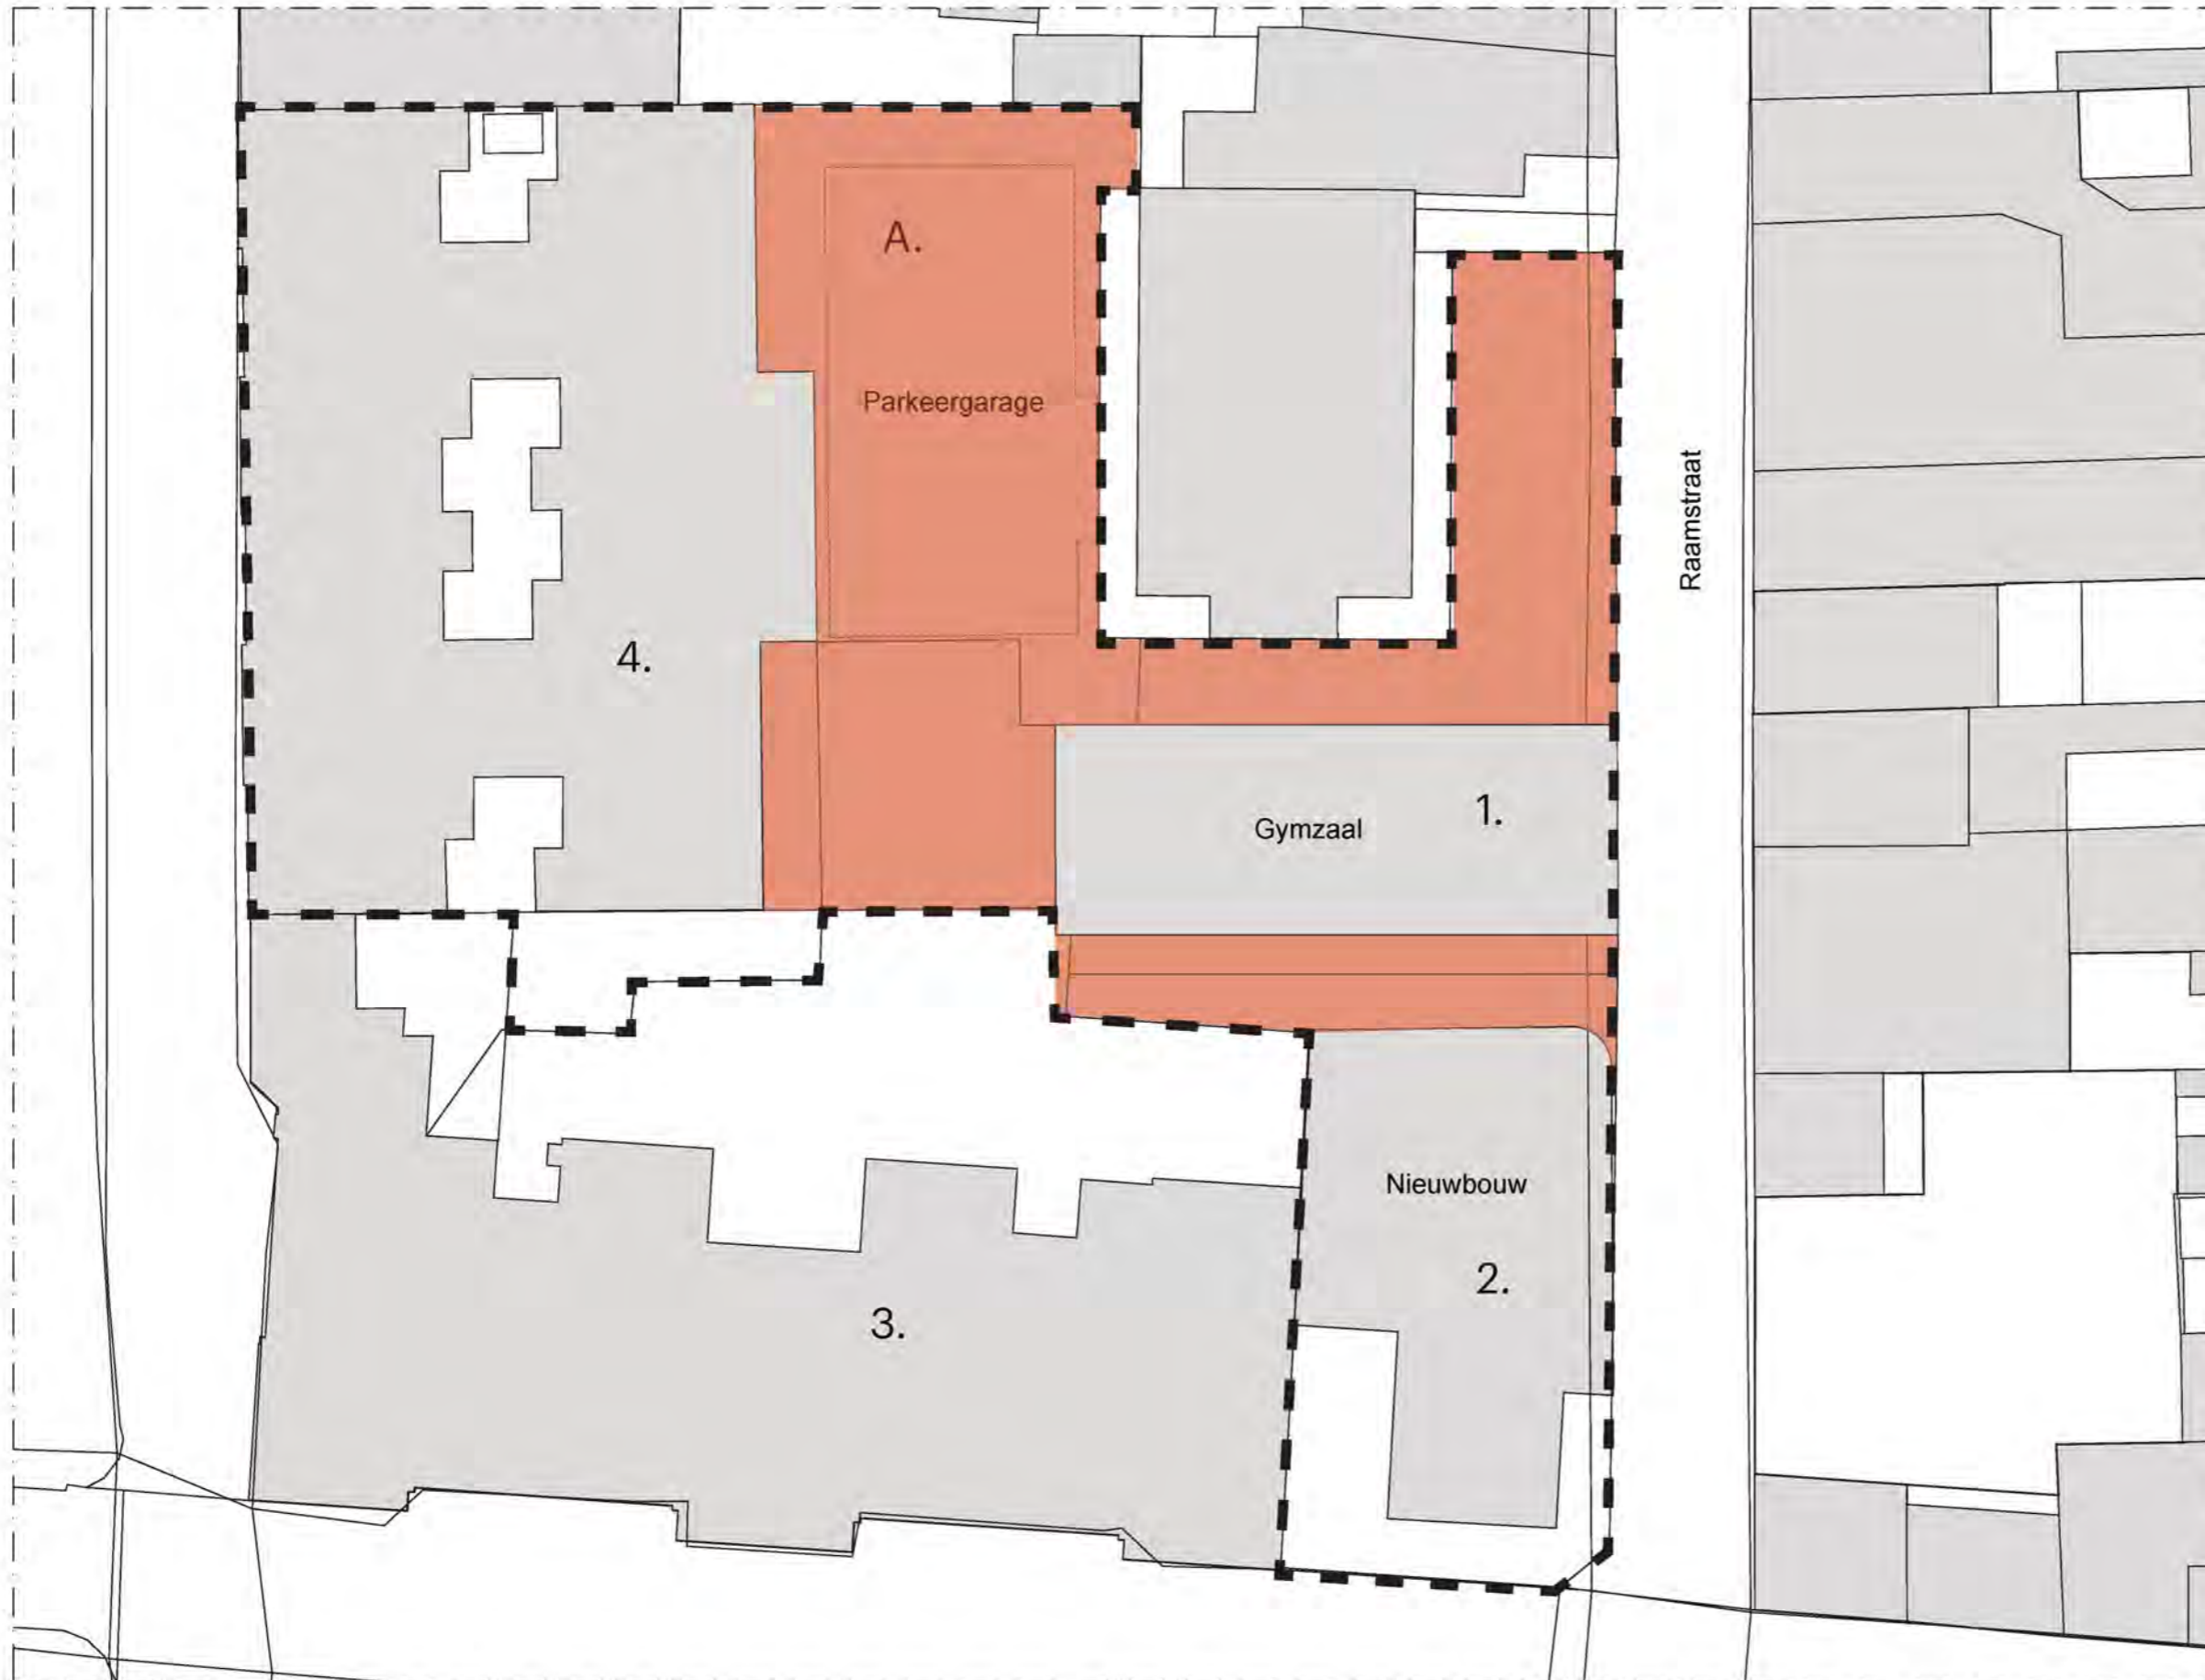 A.
Parkeergarage
Raamstraat
4.
Gymzaal
1.
Nieuwbouw
2.
3.